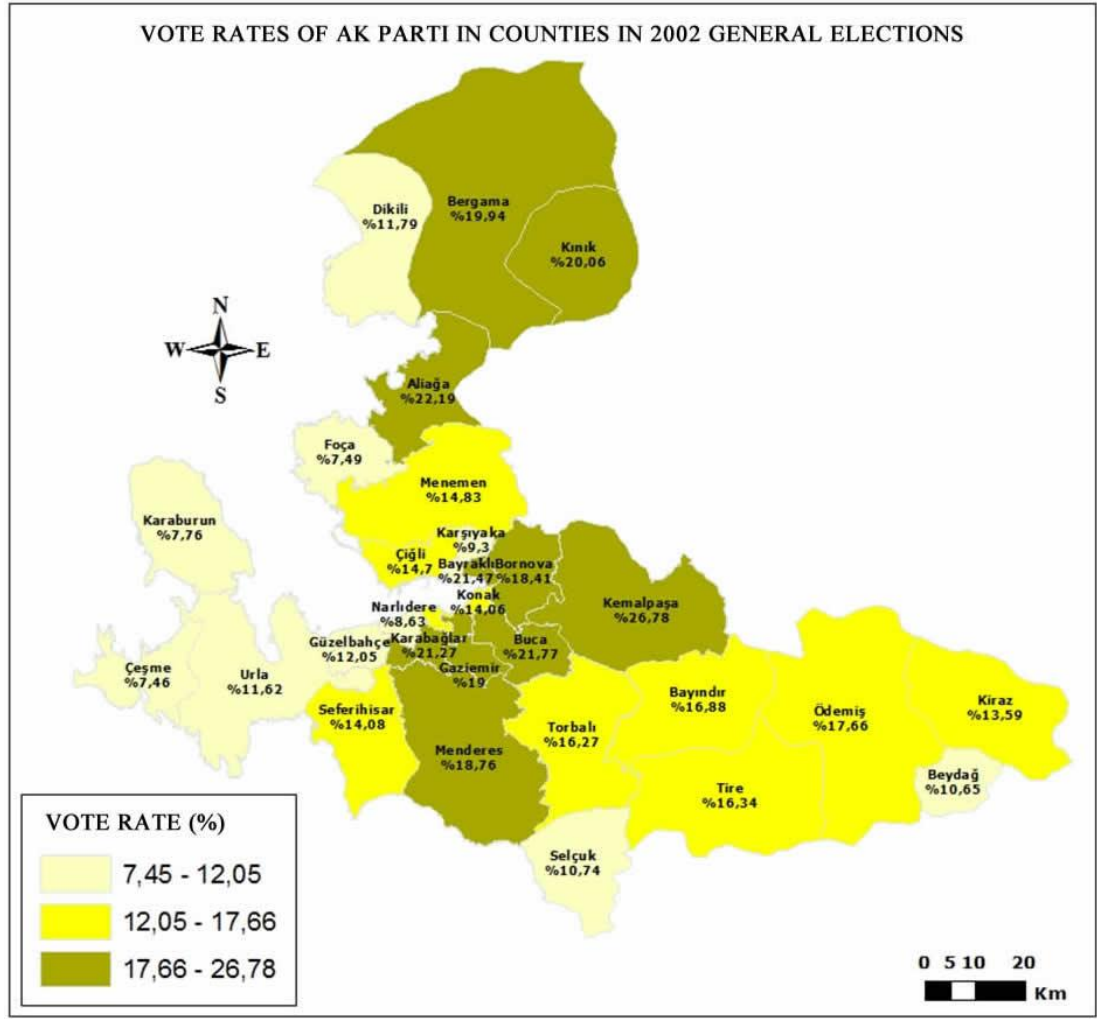 VOTE RATES OF AK PARTI IN COUNTIES IN 2002 GENERAL ELECTIONS
Dikili
%11,79
Bergama
%19,94
Kınık
%20,06
N
W
E
S
Aliağa
%22,19
Foça
%7,49
Menemen
%14,83
Karaburun
%7,76
Karşıyaka
%9,3
Çiğli
%14,7
Bayraklı
%21,47
Bornova
%18,41
Konak
%14,06
Narlıdere
%8,63
Kemalpaşa
%26,78
Güzelbahçe
%12,05
Karabağlar
%21,27
Buca
%21,77
Gaziemir
%19
Çeşme
%7,46
Urla
%11,62
Seferihisar
%14,08
Menderes
%18,76
Torbalı
%16,27
Bayındır
%16,88
Ödemiş
%17,66
Kiraz
%13,59
Beydağ
%10,65
Tire
%16,34
Selçuk
%10,74
VOTE RATE (%)
7,45 - 12,05
12,05 - 17,66
17,66 - 26,78
0 5 10 20
Km